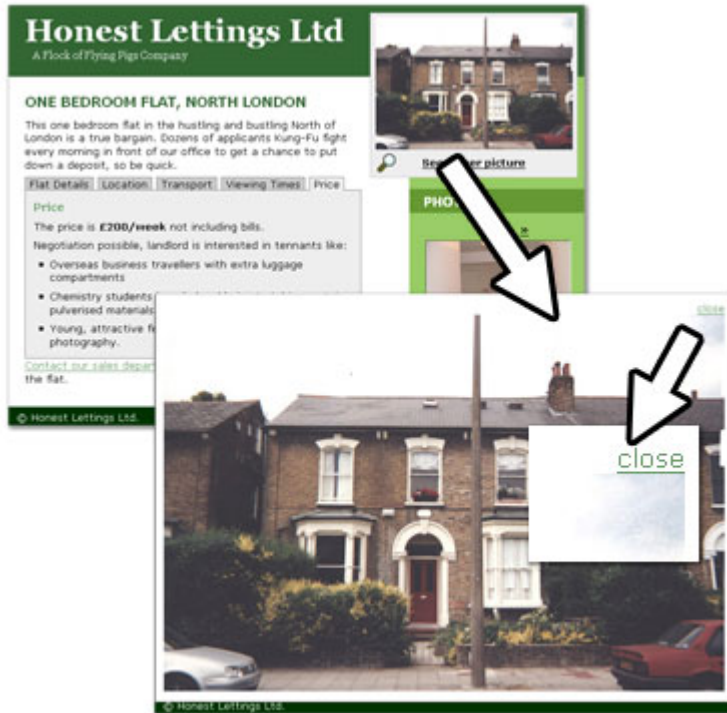 Honest Lettings Ltd
A Flock of Flying Pigs Company
ONE BEDROOM FLAT, NORTH LONDON
This one bedroom flat in the hustling and bustling North of
London is a true bargain. Dozens of applicants Kung-Fu fight
every morning in front of our office to get a chance to put
down a deposit, so be quick.
See picture
Flat Details Location Transport Viewing Times Price
Price
The price is £200/week not including bills.
Negotiation possible, landlord is interested in tennants like:
• Overseas business travellers with extra luggage
compartments
• Chemistry students
pulverised materials
• Young, attractive
photography.
Contact our sales
the flat.
© Honest Lettings Ltd.
PHO
»
close
close
© Honest Lettings Ltd.